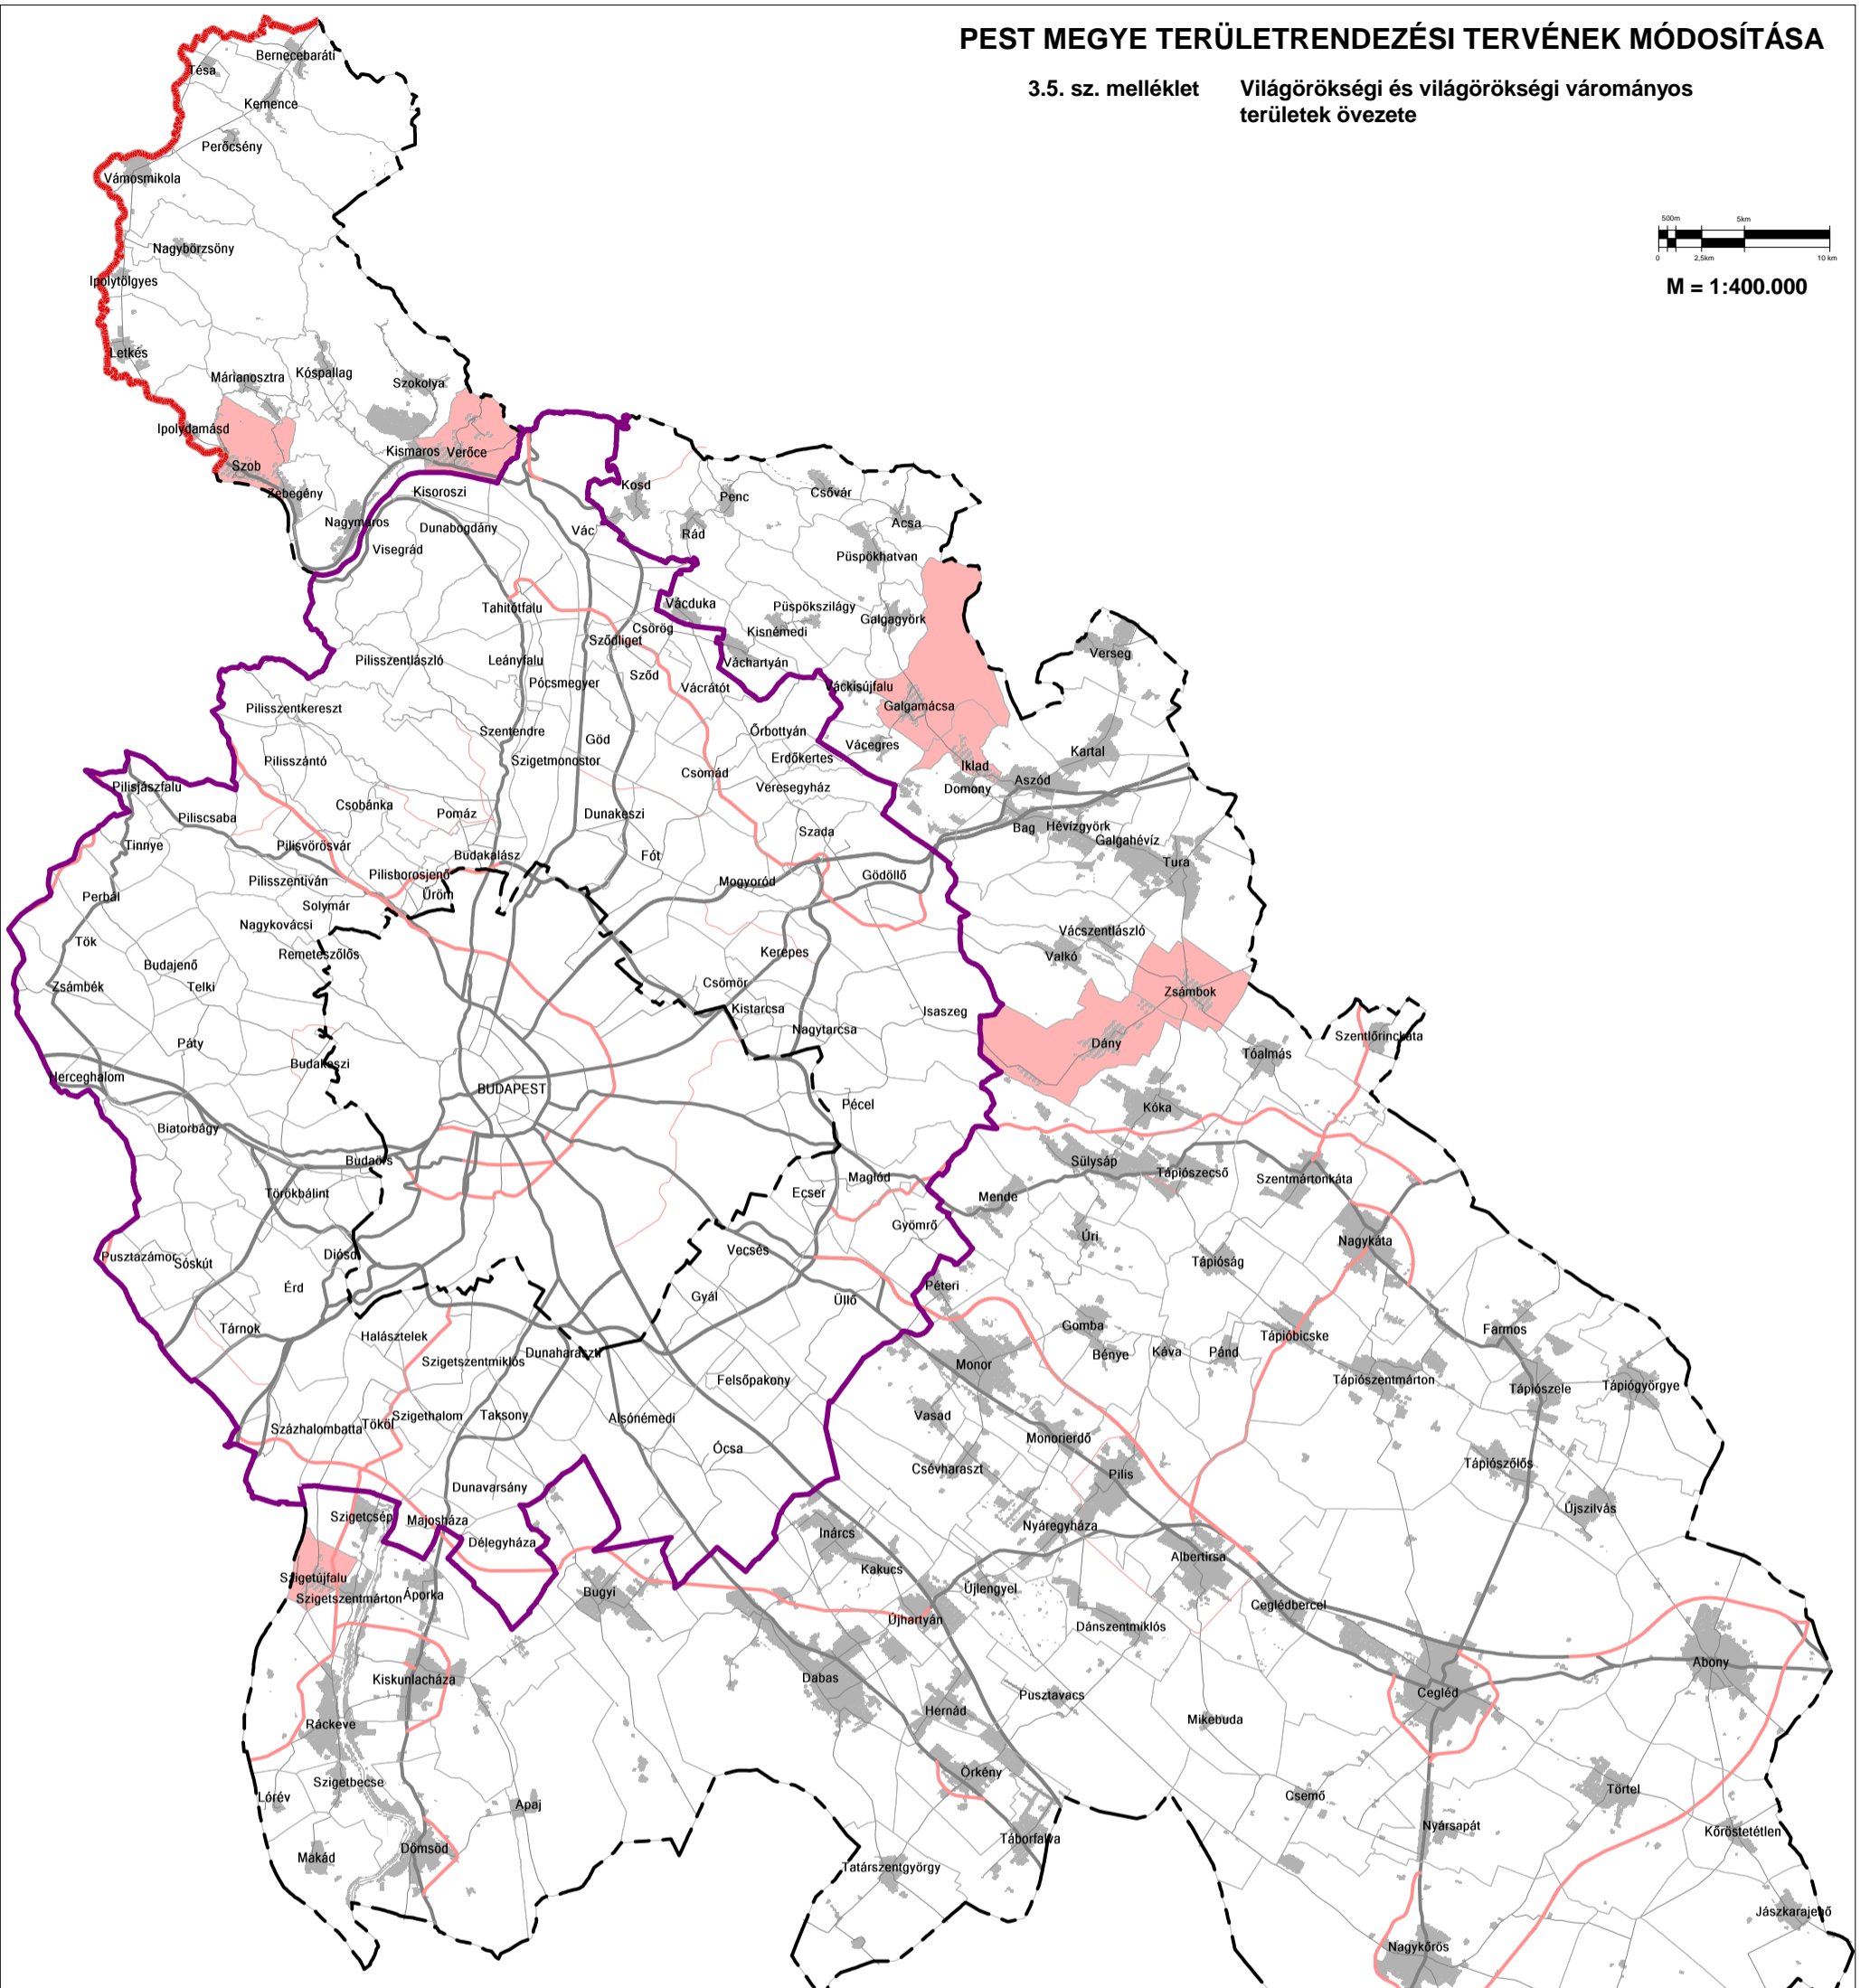 PEST MEGYE TERÜLETRENDEZÉSI TERVÉNEK MÓDOSÍTÁSA
3.5. sz. melléklet Világörökségi és világörökségi várományos
területek övezete
500m 5km
0 2,5km 10 km
M = 1:400.000
Bernecebaráti
Tésa
Kemence
Perőcsény
Vámosmikola
Nagybörzsöny
Ipolytölgyes
Letkés
Márianosztra
Kóspallag
Szokolya
Ipolydamásd
Szob
Kismaros
Verőce
Zebegény
Kisoroszi
Nagymaros
Dunabogdány
Visegrád
Vác
Kosd
Penc
Csővár
Rád
Acsa
Püspökhatvan
Tahitótfalu
Vácduka
Püspökszilágy
Galgagyörk
Csörög
Kisnémedi
Sződliget
Verseg
Pilisszentlászló
Leányfalu
Váchartyán
Pócsmegyer
Sződ
Vácrátót
Váckisújfalu
Pilisszentkereszt
Galgamácsa
Szentendre
Őrbottyán
Göd
Vácegres
Kartal
Pilisszántó
Szigetmonostor
Csomád
Erdőkertes
Iklad
Aszód
Pilisjászfalu
Veresegyház
Domony
Csobánka
Pomáz
Dunakeszi
Piliscsaba
Szada
Bag
Hévízgyörk
Galgahévíz
Tinnye
Pilisvörösvár
Budakalász
Fót
Tura
Pilisborosjenő
Mogyoród
Gödöllő
Pilisszentiván
Üröm
Perbál
Solymár
Nagykovácsi
Vácszentlászló
Tök
Remeteszőlős
Kerepes
Valkó
Budajenő
Zsámbék
Telki
Csömör
Zsámbok
Kistarcsa
Isaszeg
Nagytarcsa
Páty
Dány
Szentlőrinckáta
Budakeszi
Tóalmás
Herceghalom
BUDAPEST
Pécel
Kóka
Biatorbágy
Budaörs
Sülysáp
Tápiószecső
Maglód
Szentmártonkáta
Törökbálint
Ecser
Mende
Gyömrő
Úri
Nagykáta
Pusztazámor
Sóskút
Diósd
Vecsés
Tápióság
Érd
Péteri
Gyál
Üllő
Tárnok
Halásztelek
Gomba
Tápióbicske
Farmos
Szigetszentmiklós
Dunaharaszti
Monor
Bénye
Káva
Pánd
Felsőpakony
Tápiószentmárton
Tápiószele
Tápiógyörgye
Százhalombatta
Tököl
Szigethalom
Taksony
Alsónémedi
Vasad
Ócsa
Monorierdő
Csévharaszt
Pilis
Tápiószőlős
Dunavarsány
Újszilvás
Szigetcsép
Majosháza
Délegyháza
Inárcs
Nyáregyháza
Albertirsa
Szigetújfalu
Kakucs
Szigetszentmárton
Áporka
Bugyi
Újlengyel
Ceglédbercel
Újhartyán
Dánszentmiklós
Kiskunlacháza
Dabas
Abony
Cegléd
Pusztavacs
Hernád
Ráckeve
Mikebuda
Szigetbecse
Örkény
Lórév
Apaj
Csemő
Törtel
Nyársapát
Dömsöd
Táborfalva
Kőröstetétlen
Makád
Tatárszentgyörgy
Jászkarajenő
Nagykőrös